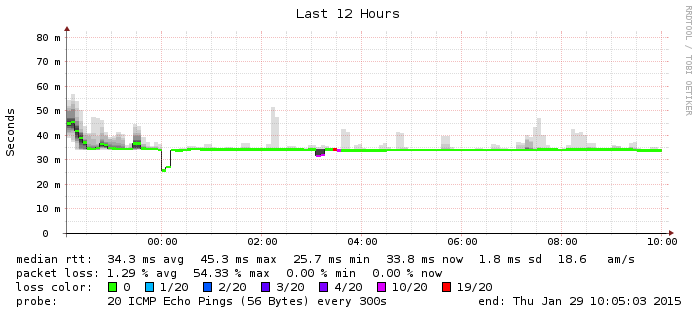 Last 12 Hours
RRDTOOL / TOBI OETIKER
Seconds
80 m
70 m
60 m
50 m
40 m
30 m
20 m
10 m
0
00:00 02:00 04:00 06:00 08:00 10:00
median rtt: 34.3 ms avg 45.3 ms max 25.7 ms min 33.8 ms now 1.8 ms sd 18.6 am/s
packet loss: 1.29 % avg 54.33 % max 0.00 % min 0.00 % now
loss color: 0 1/20 2/20 3/20 4/20 10/20 19/20
probe: 20 ICMP Echo Pings (56 Bytes) every 300s end: Thu Jan 29 10:05:03 2015